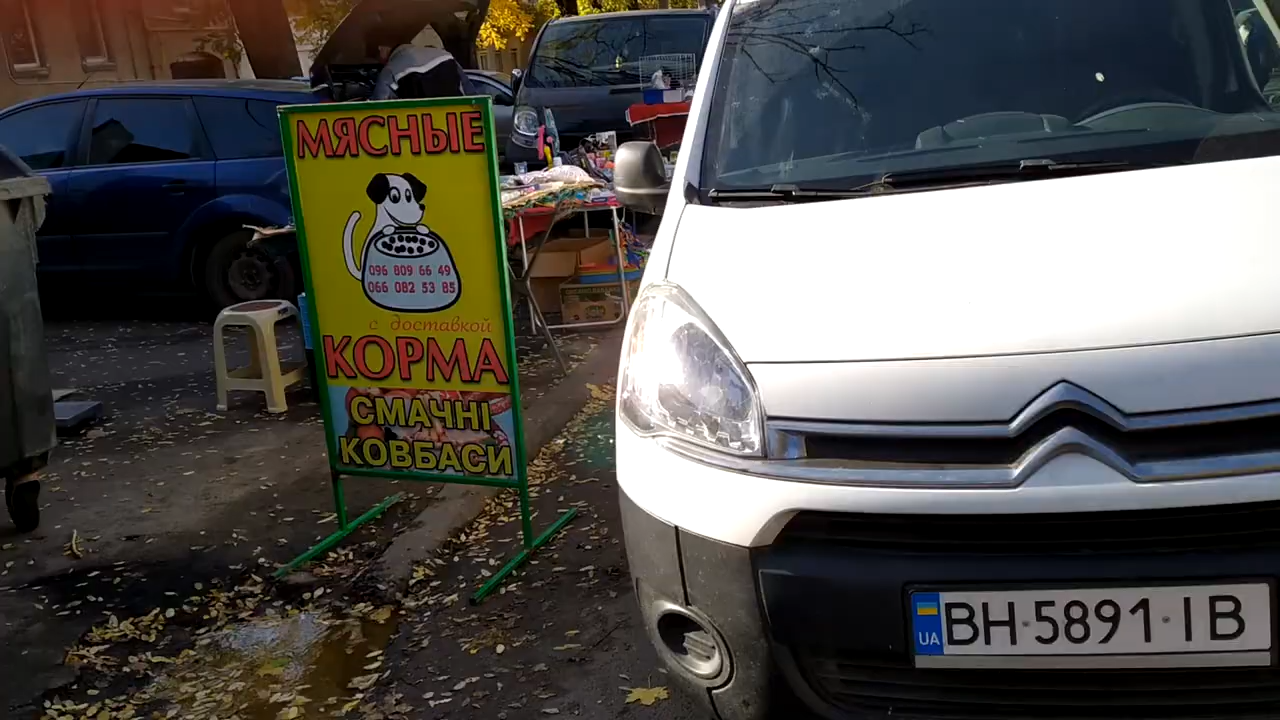 МЯСНЫЕ
096 809 66 49
066 082 53 85
с доставкой
КОРМА
СМАЧНІ
КОВБАСИ
UA BH 5891 IB